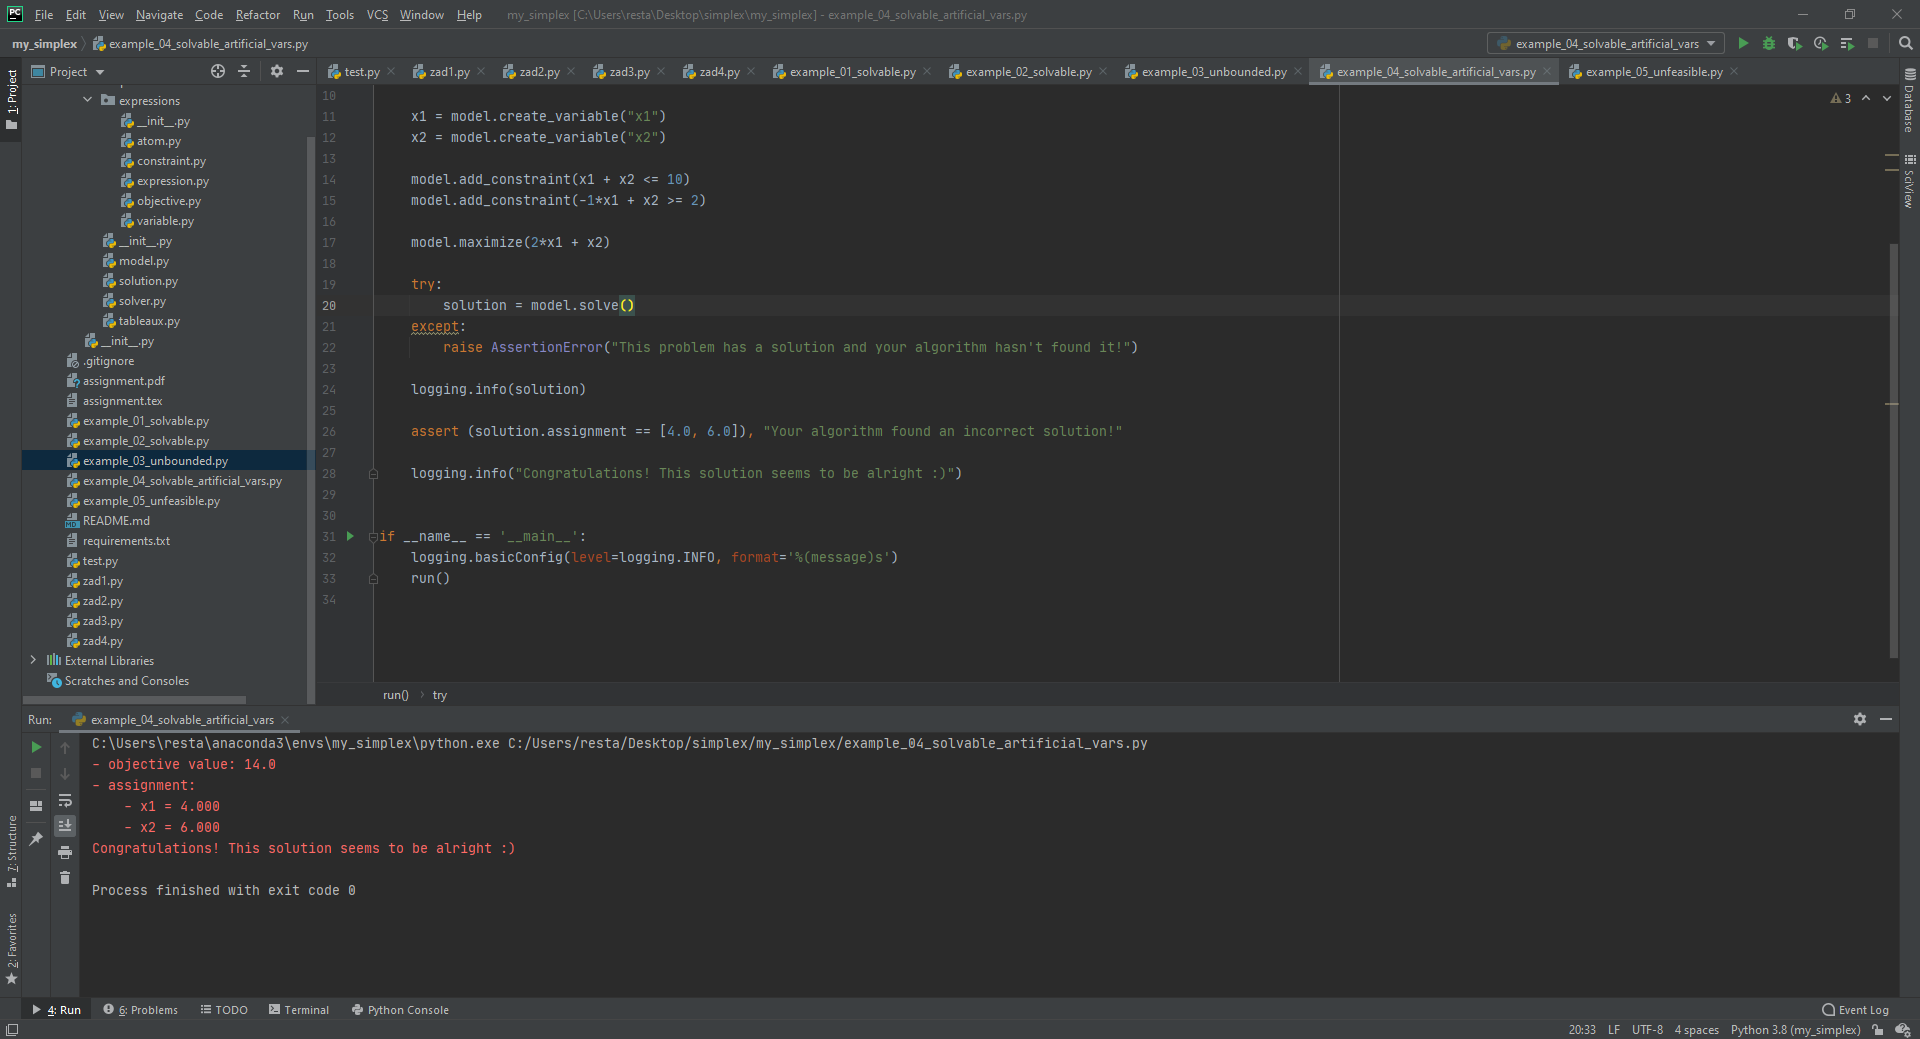 PC File Edit View Navigate Code Refactor Run Tools VCS Window Help my_simplex [C:\Users\resta\Desktop\simplex\my_simplex] - example_04_solvable_artificial_vars.py
my_simplex example_04_solvable_artificial_vars.py example_04_solvable_artificial_vars
Project test.py zad1.py zad2.py zad3.py zad4.py example_01_solvable.py example_02_solvable.py example_03_unbounded.py example_04_solvable_artificial_vars.py example_05_unfeasible.py
1: Project
expressions
__init__.py
atom.py
constraint.py
expression.py
objective.py
variable.py
__init__.py
model.py
solution.py
solver.py
tableaux.py
__init__.py
.gitignore
assignment.pdf
assignment.tex
example_01_solvable.py
example_02_solvable.py
example_03_unbounded.py
example_04_solvable_artificial_vars.py
example_05_unfeasible.py
README.md
requirements.txt
test.py
zad1.py
zad2.py
zad3.py
zad4.py
External Libraries
Scratches and Consoles
10
11 x1 = model.create_variable("x1")
12 x2 = model.create_variable("x2")
13
14 model.add_constraint(x1 + x2 <= 10)
15 model.add_constraint(-1*x1 + x2 >= 2)
16
17 model.maximize(2*x1 + x2)
18
19 try:
20 solution = model.solve()
21 except:
22 raise AssertionError("This problem has a solution and your algorithm hasn't found it!")
23
24 logging.info(solution)
25
26 assert (solution.assignment == [4.0, 6.0]), "Your algorithm found an incorrect solution!"
27
28 logging.info("Congratulations! This solution seems to be alright :)")
29
30
31 if __name__ == '__main__':
32 logging.basicConfig(level=logging.INFO, format='%(message)s')
33 run()
34
3
Database
SciView
run() › try
Run: example_04_solvable_artificial_vars
C:\Users\resta\anaconda3\envs\my_simplex\python.exe C:/Users/resta/Desktop/simplex/my_simplex/example_04_solvable_artificial_vars.py
- objective value: 14.0
- assignment:
- x1 = 4.000
- x2 = 6.000
Congratulations! This solution seems to be alright :)
Process finished with exit code 0
7: Structure
2: Favorites
4: Run 6: Problems TODO Terminal Python Console Event Log
20:33 LF UTF-8 4 spaces Python 3.8 (my_simplex)